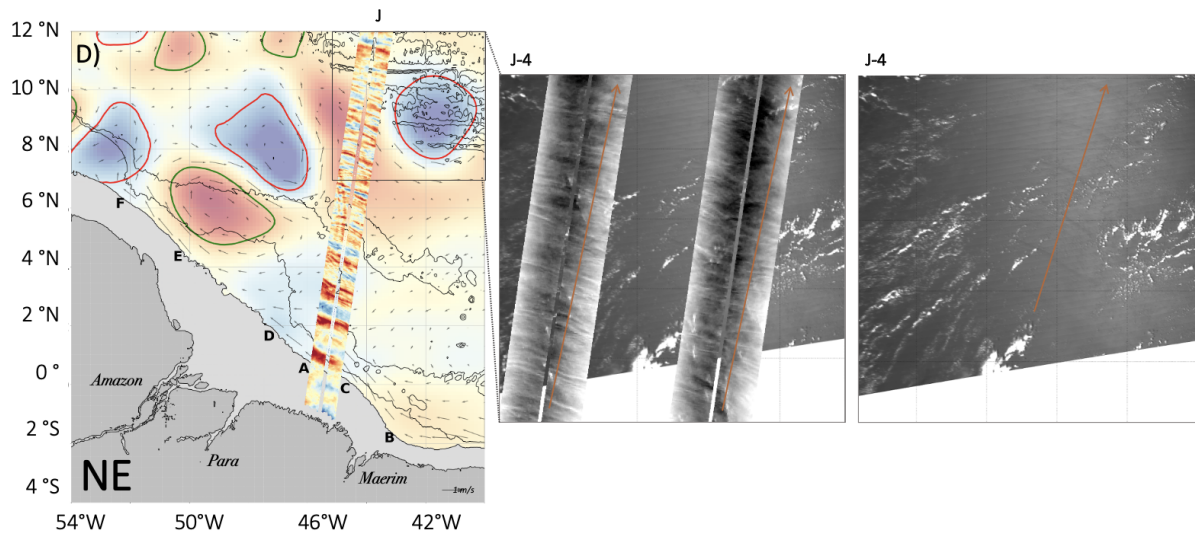 J
12 °N
D)
J-4
J-4
10 °N
8 °N
6 °N
F
E
4 °N
2 °N
D
A
0 °
C
Amazon
B
2 °S
Para
Maerim
NE
1 m/s
4 °S
54°W
50°W
46°W
42°W